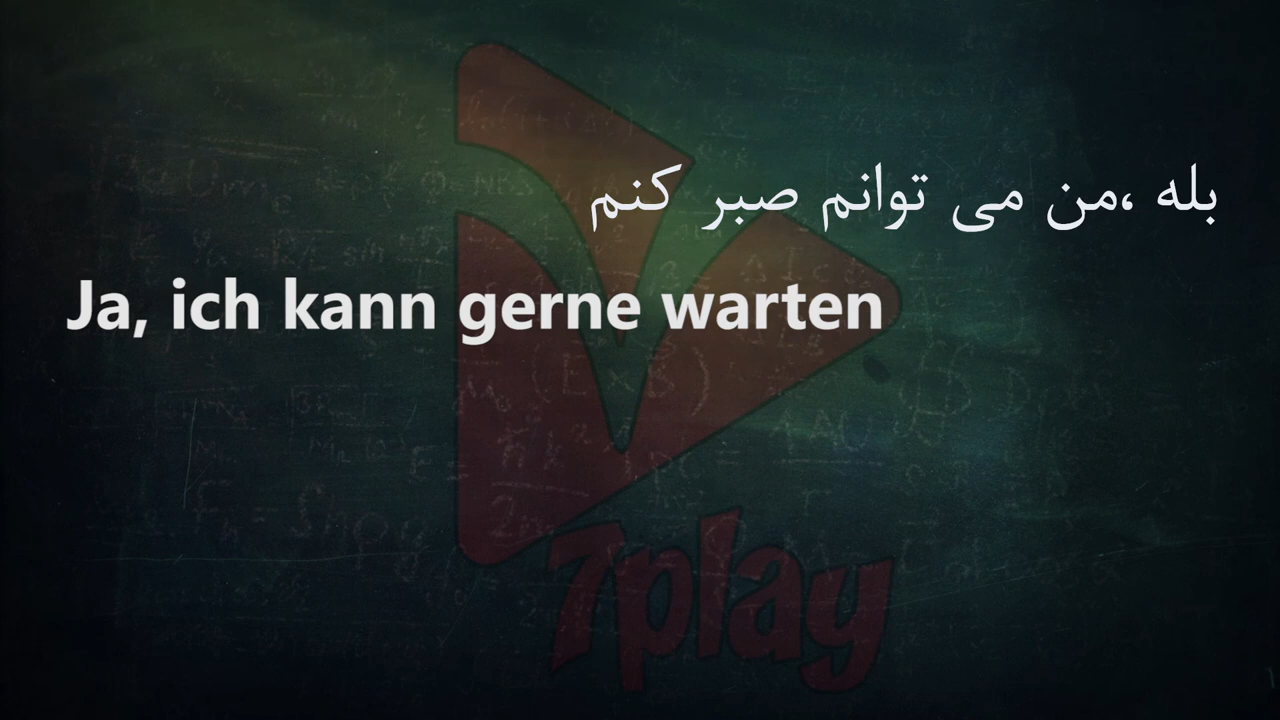 بله ،من می توانم صبر کنم
Ja, ich kann gerne warten
7play